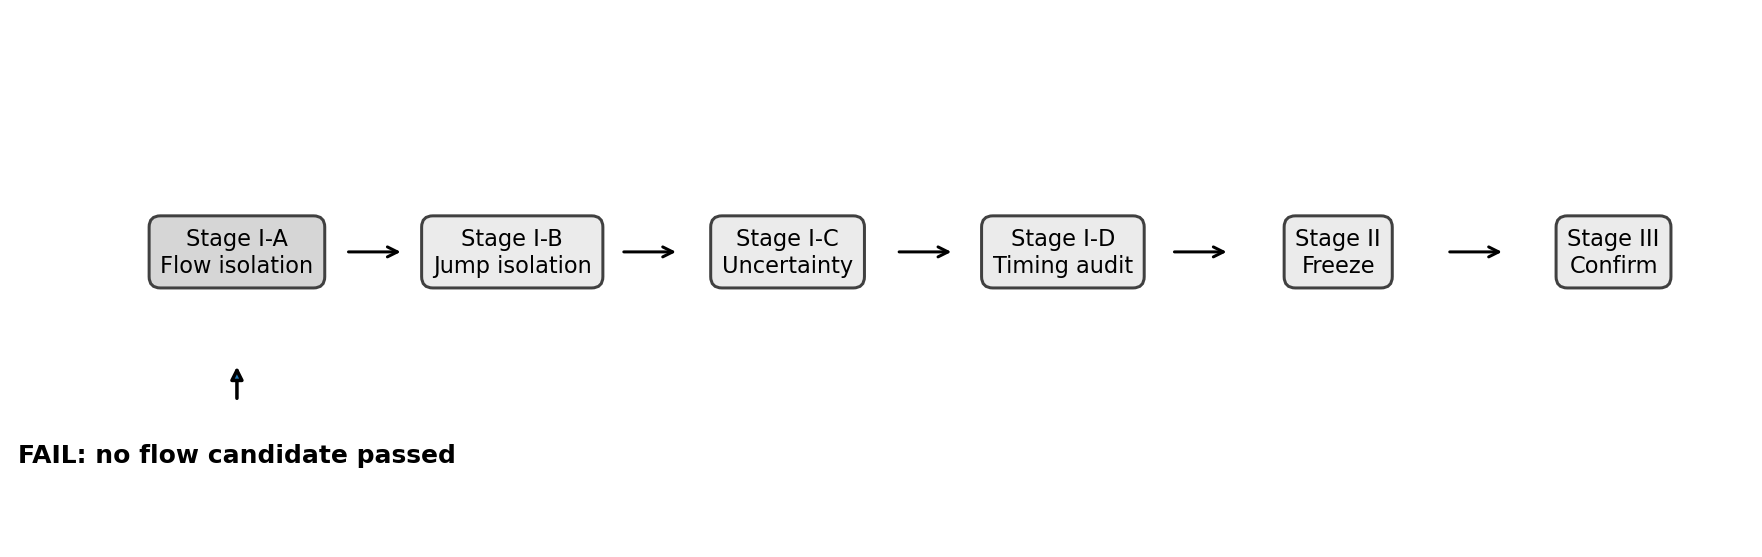 Stage I-A
Flow isolation
Stage I-B
Jump isolation
Stage I-C
Uncertainty
Stage I-D
Timing audit
Stage II
Freeze
Stage III
Confirm
FAIL: no flow candidate passed